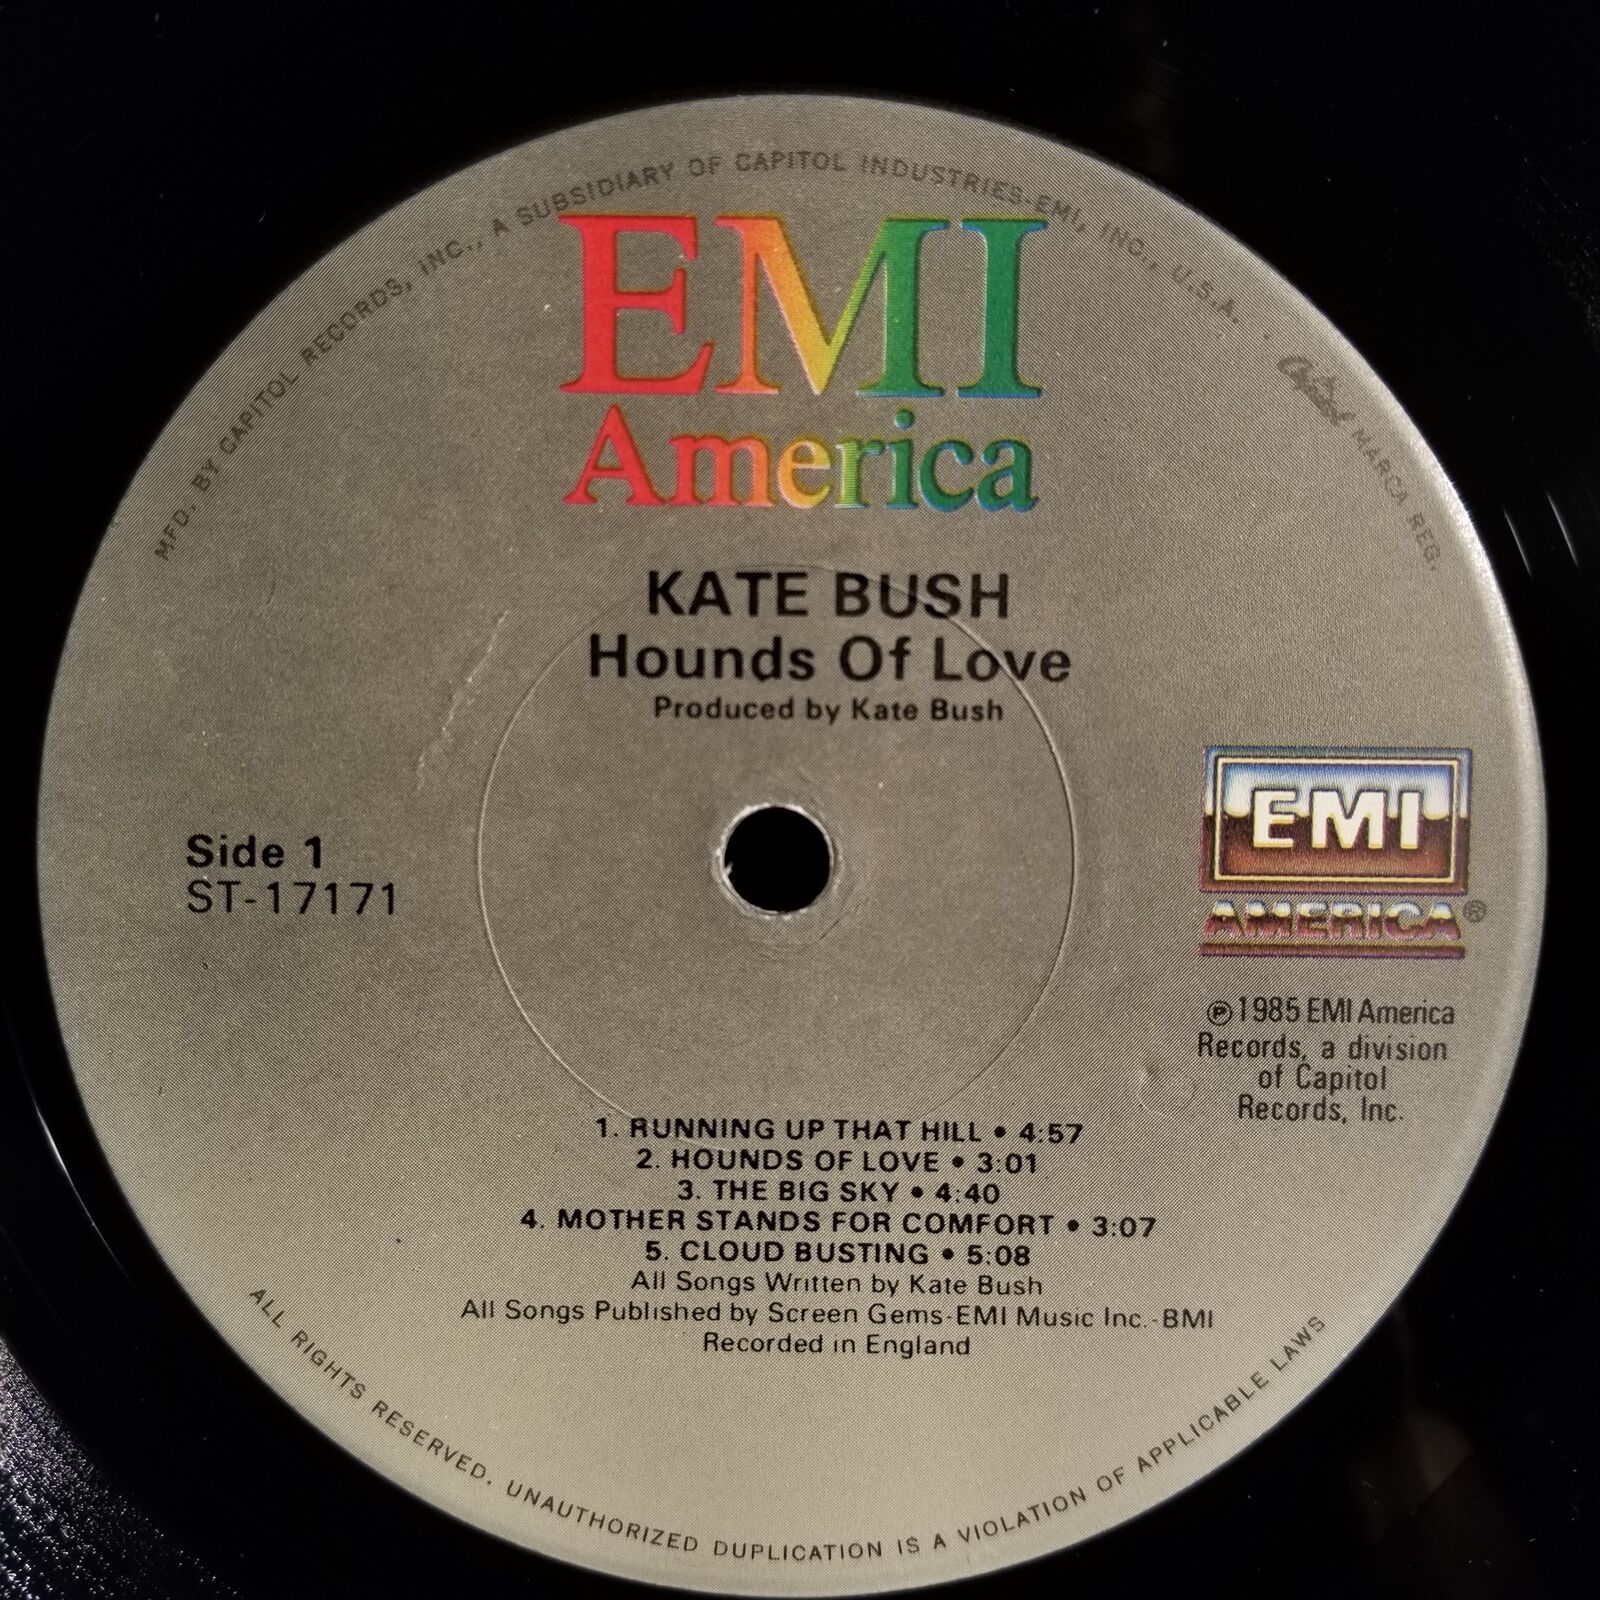 MFD. BY CAPITOL RECORDS, INC., A SUBSIDIARY OF CAPITOL INDUSTRIES-EMI, INC., U.S.A. · Capitol MARCA REG.
EMI
America
KATE BUSH
Hounds Of Love
Produced by Kate Bush
Side 1
ST-17171
EMI
AMERICA®
℗1985 EMI America
Records, a division
of Capitol
Records, Inc.
1. RUNNING UP THAT HILL • 4:57
2. HOUNDS OF LOVE • 3:01
3. THE BIG SKY • 4:40
4. MOTHER STANDS FOR COMFORT • 3:07
5. CLOUD BUSTING • 5:08
All Songs Written by Kate Bush
All Songs Published by Screen Gems-EMI Music Inc.-BMI
Recorded in England
ALL RIGHTS RESERVED. UNAUTHORIZED DUPLICATION IS A VIOLATION OF APPLICABLE LAWS